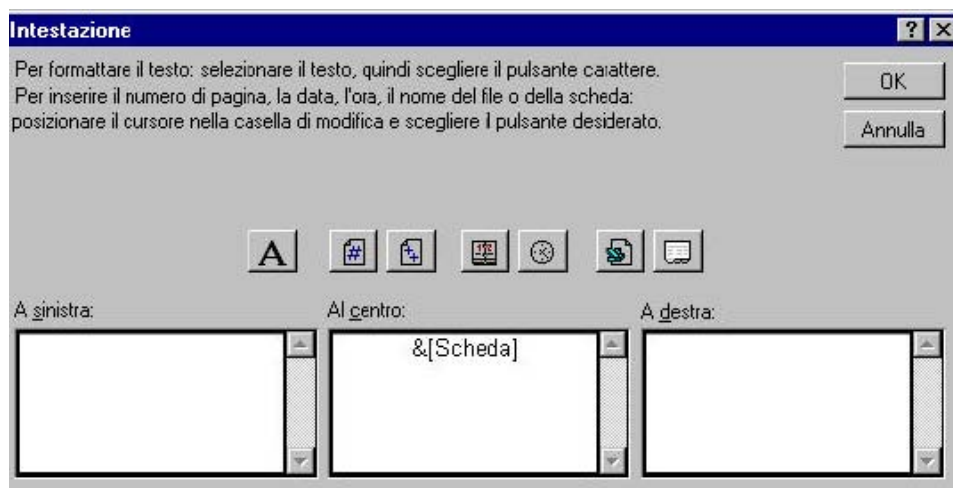 Intestazione
Per formattare il testo: selezionare il testo, quindi scegliere il pulsante carattere.
Per inserire il numero di pagina, la data, l'ora, il nome del file o della scheda:
posizionare il cursore nella casella di modifica e scegliere il pulsante desiderato.
OK
Annulla
A
A sinistra:
Al centro:
A destra:
&[Scheda]